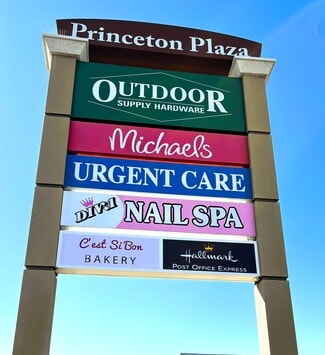 Princeton Plaza
OUTDOOR
SUPPLY HARDWARE
Michaels
URGENT CARE
DIVA NAIL SPA
C'est Si Bon
BAKERY
Hallmark
POST OFFICE EXPRESS